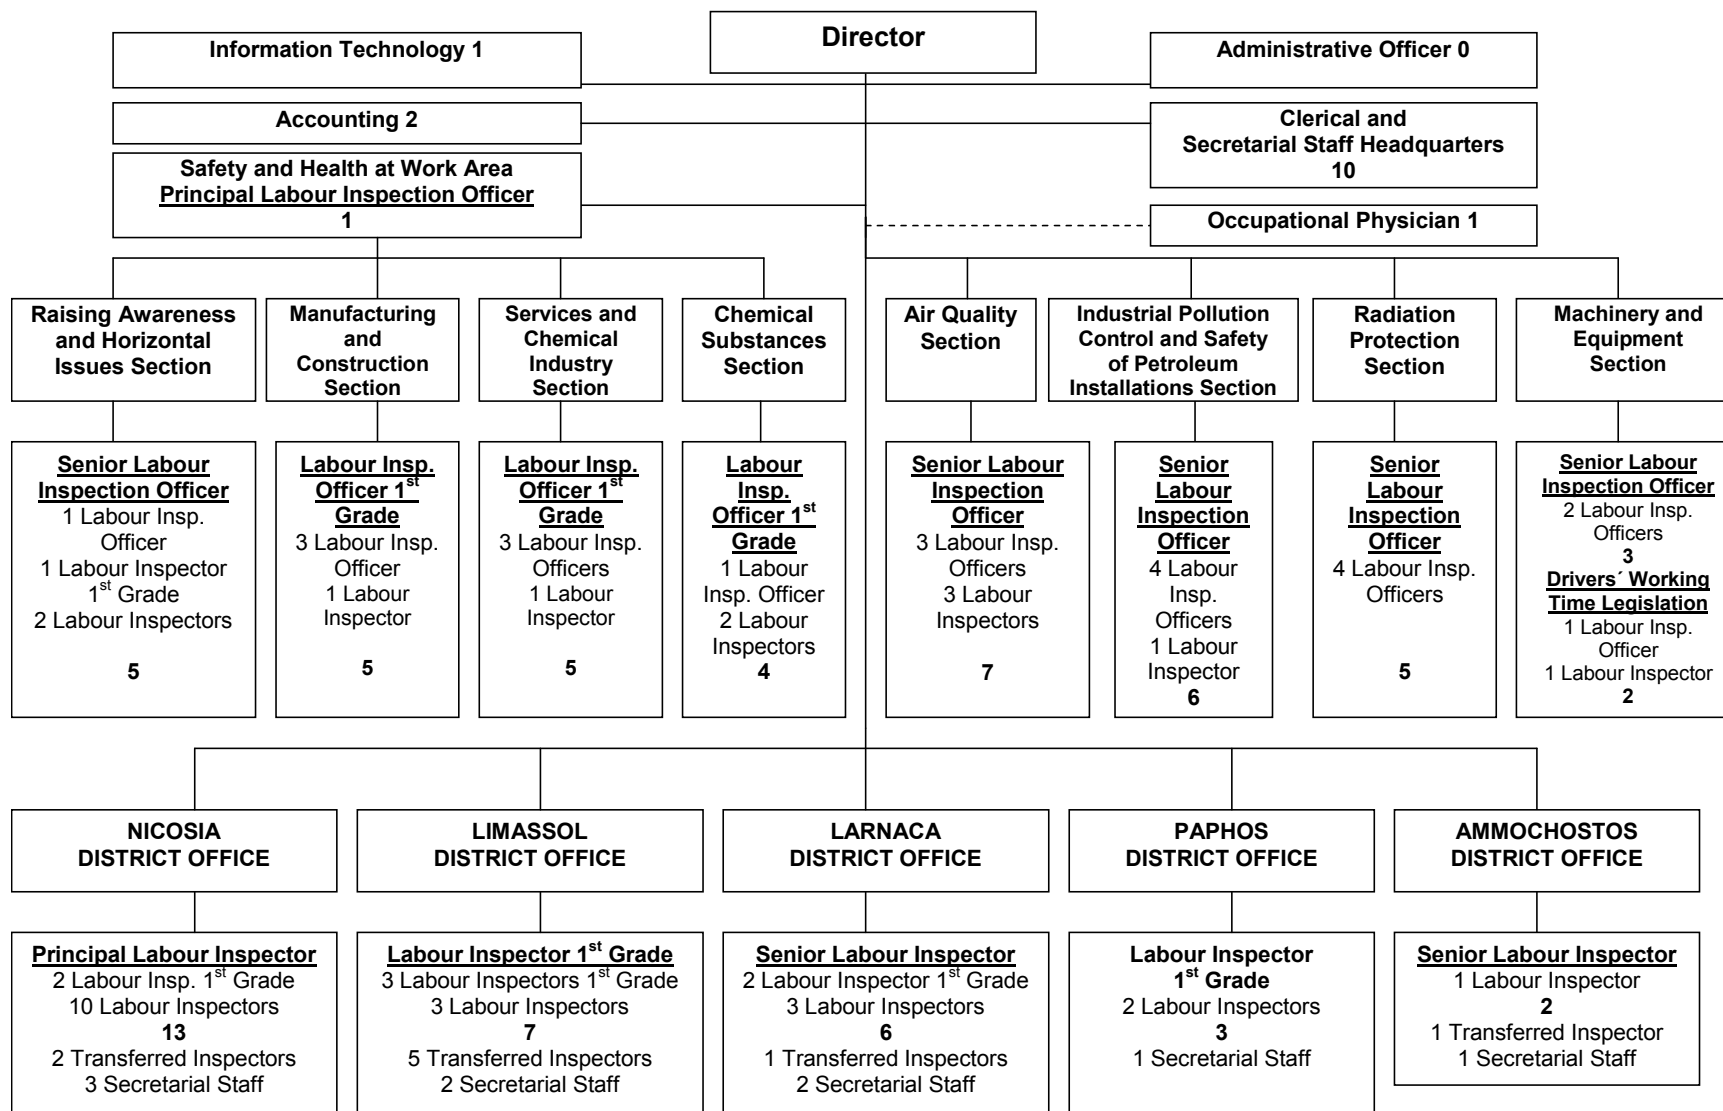 Director
Information Technology 1
Administrative Officer 0
Accounting 2
Clerical and
Secretarial Staff Headquarters
10
Safety and Health at Work Area
Principal Labour Inspection Officer
1
Occupational Physician 1
Raising Awareness
and Horizontal
Issues Section
Manufacturing
and
Construction
Section
Services and
Chemical
Industry
Section
Chemical
Substances
Section
Air Quality
Section
Industrial Pollution
Control and Safety
of Petroleum
Installations Section
Radiation
Protection
Section
Machinery and
Equipment
Section
Senior Labour
Inspection Officer
1 Labour Insp.
Officer
1 Labour Inspector
1st Grade
2 Labour Inspectors
5
Labour Insp.
Officer 1st
Grade
3 Labour Insp.
Officer
1 Labour
Inspector
5
Labour Insp.
Officer 1st
Grade
3 Labour Insp.
Officers
1 Labour
Inspector
5
Labour
Insp.
Officer 1st
Grade
1 Labour
Insp. Officer
2 Labour
Inspectors
4
Senior Labour
Inspection
Officer
3 Labour Insp.
Officers
3 Labour
Inspectors
7
Senior
Labour
Inspection
Officer
4 Labour
Insp.
Officers
1 Labour
Inspector
6
Senior
Labour
Inspection
Officer
4 Labour Insp.
Officers
5
Senior Labour
Inspection Officer
2 Labour Insp.
Officers
3
Drivers´ Working
Time Legislation
1 Labour Insp.
Officer
1 Labour Inspector
2
NICOSIA
DISTRICT OFFICE
LIMASSOL
DISTRICT OFFICE
LARNACA
DISTRICT OFFICE
PAPHOS
DISTRICT OFFICE
AMMOCHOSTOS
DISTRICT OFFICE
Principal Labour Inspector
2 Labour Insp. 1st Grade
10 Labour Inspectors
13
2 Transferred Inspectors
3 Secretarial Staff
Labour Inspector 1st Grade
3 Labour Inspectors 1st Grade
3 Labour Inspectors
7
5 Transferred Inspectors
2 Secretarial Staff
Senior Labour Inspector
2 Labour Inspector 1st Grade
3 Labour Inspectors
6
1 Transferred Inspectors
2 Secretarial Staff
Labour Inspector
1st Grade
2 Labour Inspectors
3
1 Secretarial Staff
Senior Labour Inspector
1 Labour Inspector
2
1 Transferred Inspector
1 Secretarial Staff